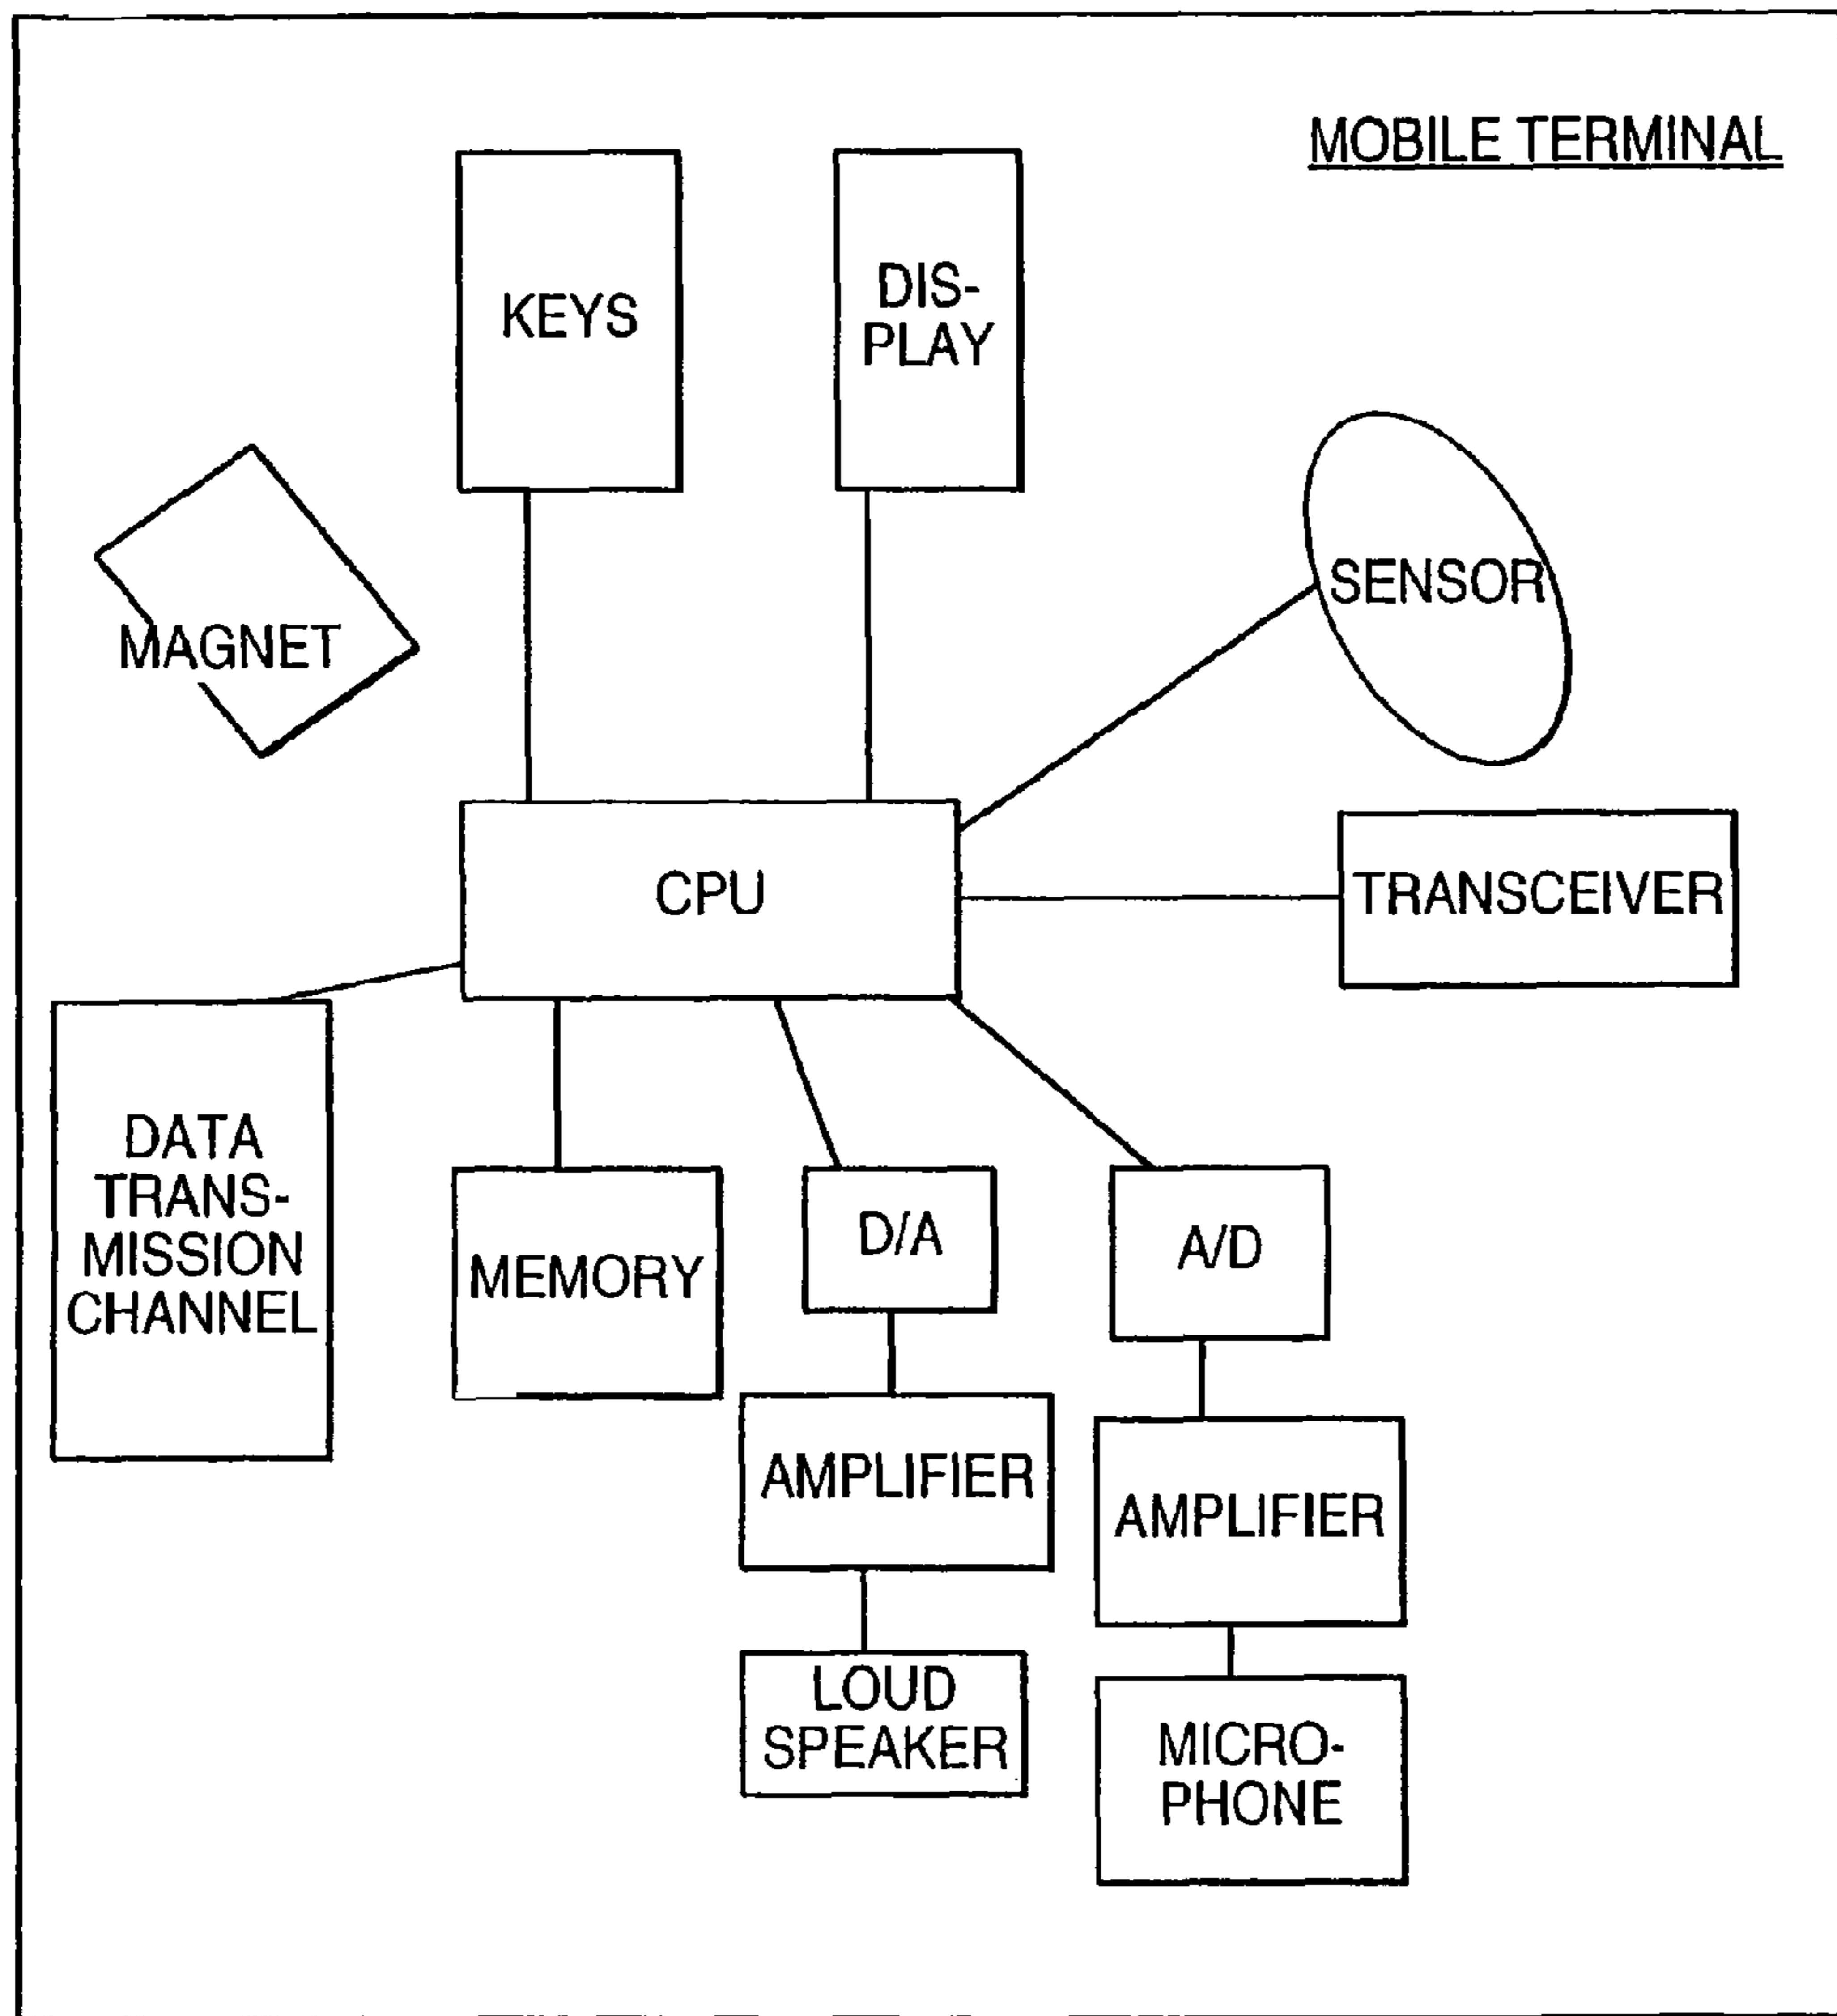 MOBILE TERMINAL
KEYS
DIS-
PLAY
SENSOR
MAGNET
CPU
TRANSCEIVER
DATA
TRANS-
MISSION
CHANNEL
MEMORY
D/A
A/D
AMPLIFIER
AMPLIFIER
LOUD
SPEAKER
MICRO-
PHONE